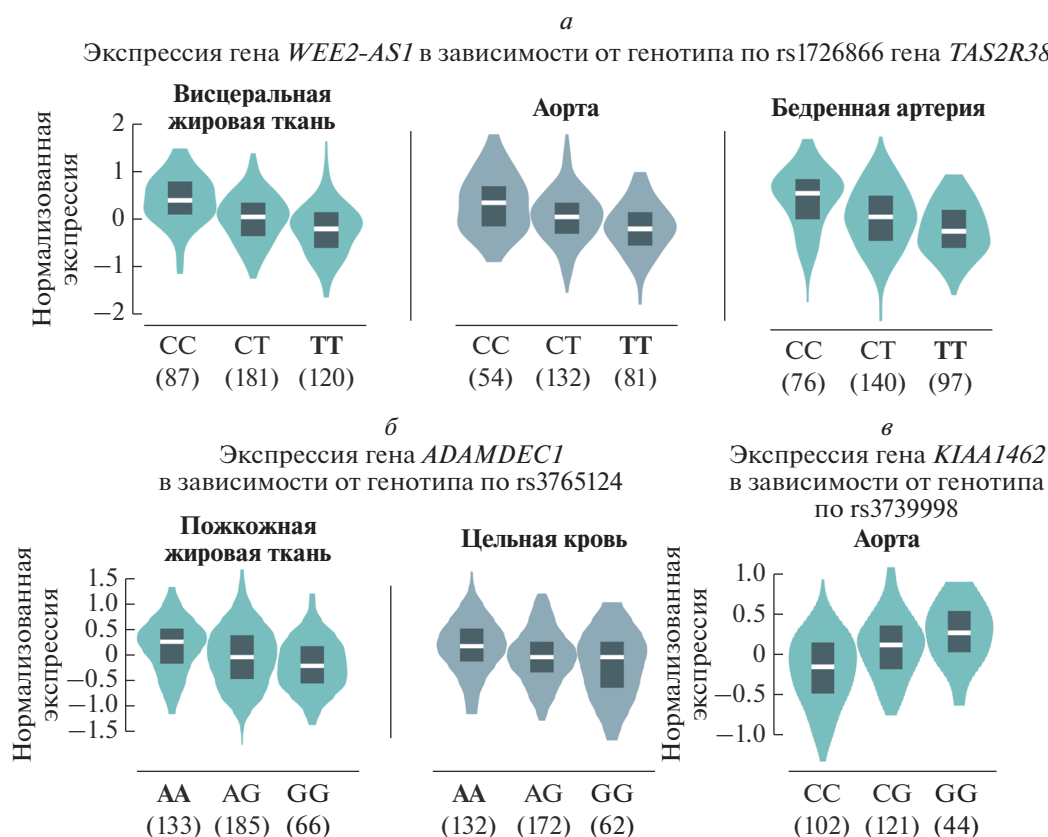 а
Экспрессия гена WEE2-AS1 в зависимости от генотипа по rs1726866 гена TAS2R38
Висцеральная
жировая ткань
Аорта
Бедренная артерия
Нормализованная
экспрессия
2
1
0
−1
−2
CC CT TT
(87) (181) (120)
CC CT TT
(54) (132) (81)
CC CT TT
(76) (140) (97)
б
Экспрессия гена ADAMDEC1
в зависимости от генотипа по rs3765124
Пожкожная
жировая ткань
Цельная кровь
Нормализованная
экспрессия
1.5
1.0
0.5
0
−0.5
−1.0
−1.5
AA AG GG
(133) (185) (66)
AA AG GG
(132) (172) (62)
в
Экспрессия гена KIAA1462
в зависимости от генотипа
по rs3739998
Аорта
Нормализованная
экспрессия
1.0
0.5
0
−0.5
−1.0
CC CG GG
(102) (121) (44)